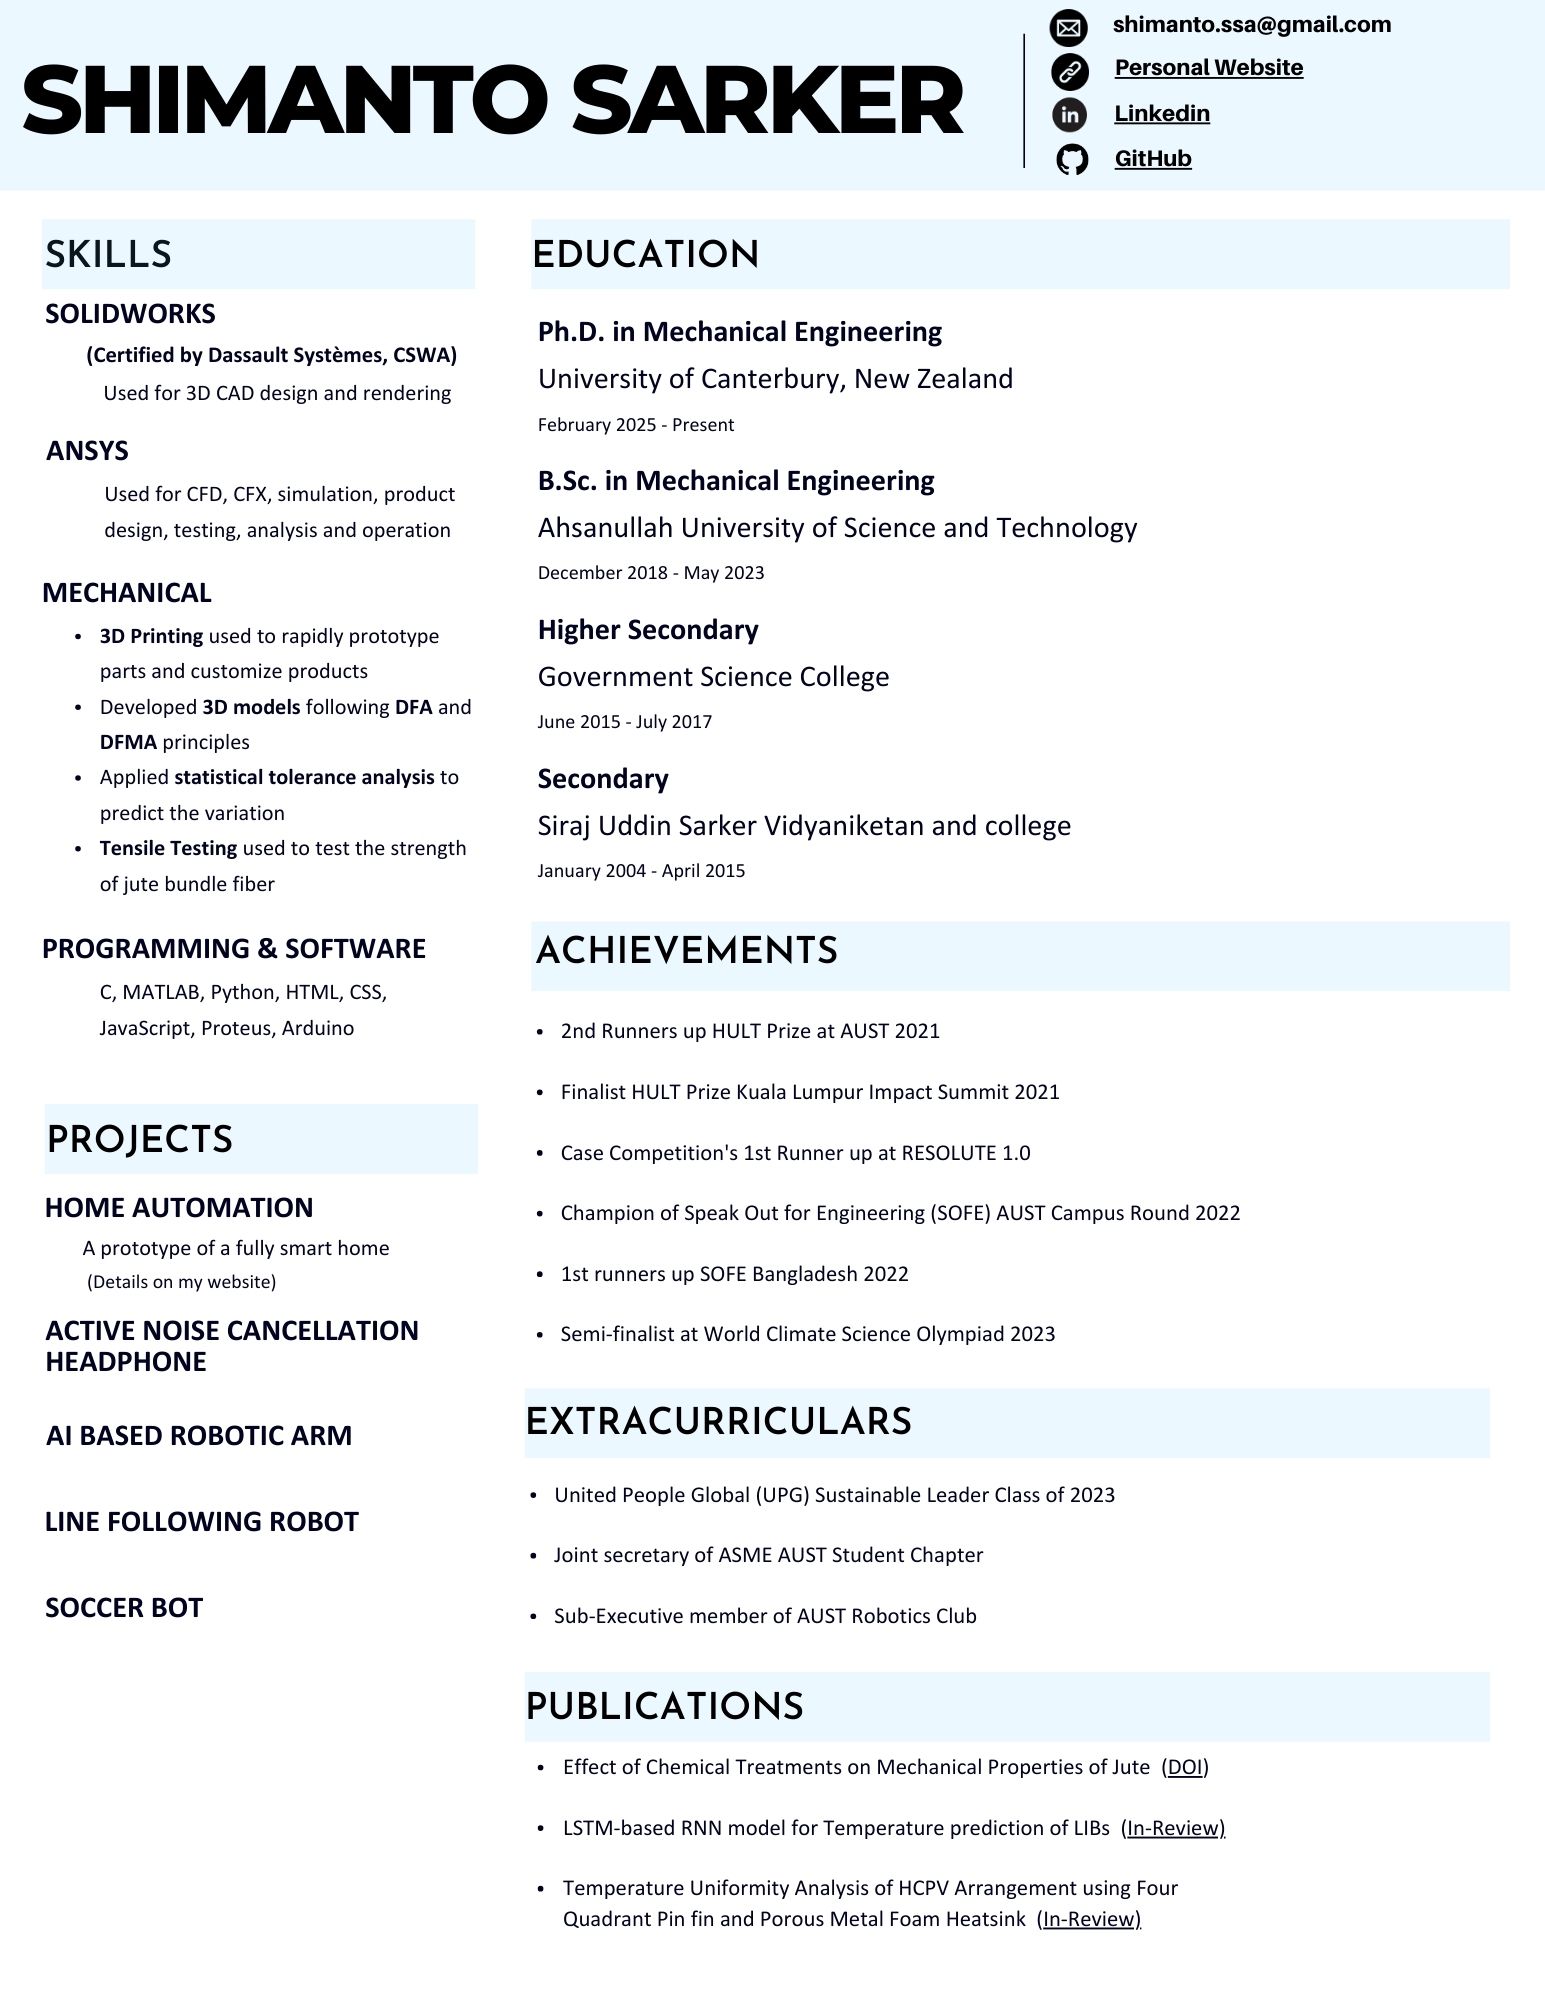 SHIMANTO SARKER
shimanto.ssa@gmail.com
Personal Website
Linkedin
GitHub
SKILLS
SOLIDWORKS
(Certified by Dassault Systèmes, CSWA)
Used for 3D CAD design and rendering
ANSYS
Used for CFD, CFX, simulation, product
design, testing, analysis and operation
MECHANICAL
• 3D Printing used to rapidly prototype
parts and customize products
• Developed 3D models following DFA and
DFMA principles
• Applied statistical tolerance analysis to
predict the variation
• Tensile Testing used to test the strength
of jute bundle fiber
PROGRAMMING & SOFTWARE
C, MATLAB, Python, HTML, CSS,
JavaScript, Proteus, Arduino
PROJECTS
HOME AUTOMATION
A prototype of a fully smart home
(Details on my website)
ACTIVE NOISE CANCELLATION
HEADPHONE
AI BASED ROBOTIC ARM
LINE FOLLOWING ROBOT
SOCCER BOT
EDUCATION
Ph.D. in Mechanical Engineering
University of Canterbury, New Zealand
February 2025 - Present
B.Sc. in Mechanical Engineering
Ahsanullah University of Science and Technology
December 2018 - May 2023
Higher Secondary
Government Science College
June 2015 - July 2017
Secondary
Siraj Uddin Sarker Vidyaniketan and college
January 2004 - April 2015
ACHIEVEMENTS
• 2nd Runners up HULT Prize at AUST 2021
• Finalist HULT Prize Kuala Lumpur Impact Summit 2021
• Case Competition's 1st Runner up at RESOLUTE 1.0
• Champion of Speak Out for Engineering (SOFE) AUST Campus Round 2022
• 1st runners up SOFE Bangladesh 2022
• Semi-finalist at World Climate Science Olympiad 2023
EXTRACURRICULARS
• United People Global (UPG) Sustainable Leader Class of 2023
• Joint secretary of ASME AUST Student Chapter
• Sub-Executive member of AUST Robotics Club
PUBLICATIONS
• Effect of Chemical Treatments on Mechanical Properties of Jute (DOI)
• LSTM-based RNN model for Temperature prediction of LIBs (In-Review)
• Temperature Uniformity Analysis of HCPV Arrangement using Four
Quadrant Pin fin and Porous Metal Foam Heatsink (In-Review)